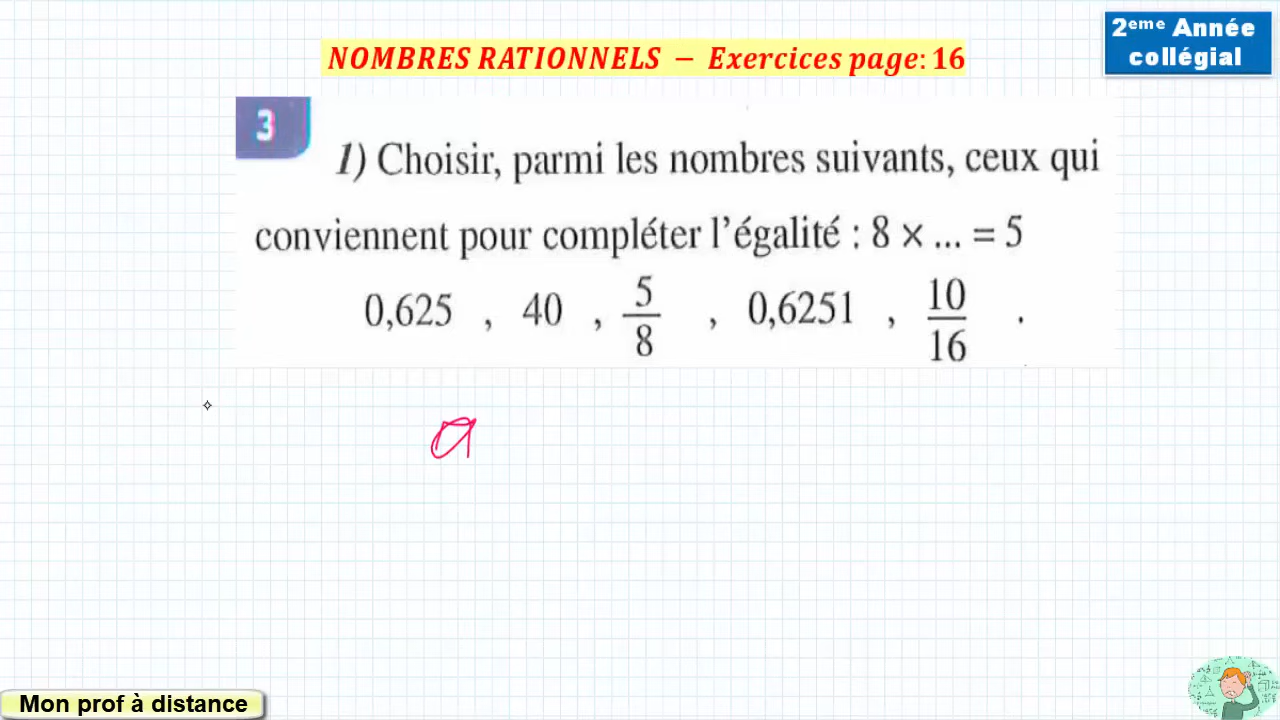 2eme Année
collégial
NOMBRES RATIONNELS – Exercices page: 16
3
1) Choisir, parmi les nombres suivants, ceux qui
conviennent pour compléter l'égalité : 8 × ... = 5
0,625 , 40 , 5/8 , 0,6251 , 10/16 .
a
Mon prof à distance